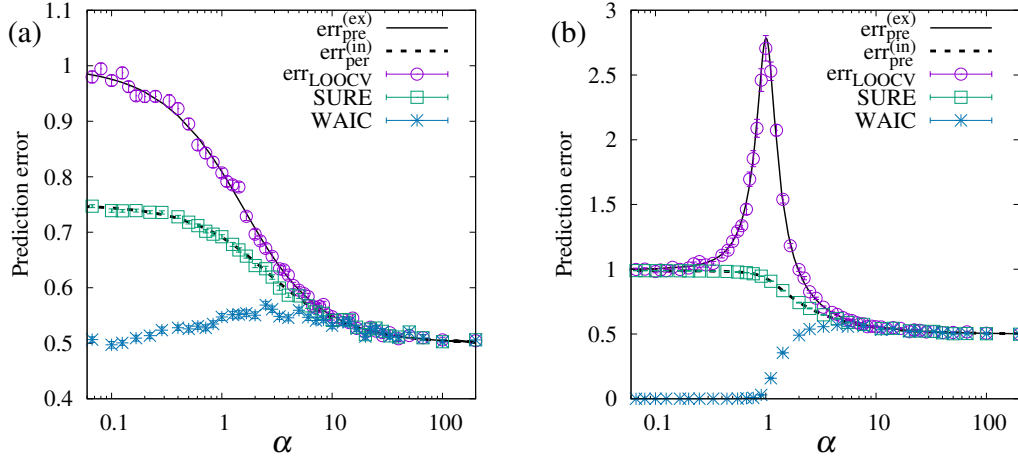 (a)
Prediction error
1.1
1
0.9
0.8
0.7
0.6
0.5
0.4
0.1
1
10
100
α
err_pre^(ex)
err_per^(in)
err_LOOCV
SURE
WAIC
(b)
Prediction error
3
2.5
2
1.5
1
0.5
0
0.1
1
10
100
α
err_pre^(ex)
err_pre^(in)
err_LOOCV
SURE
WAIC